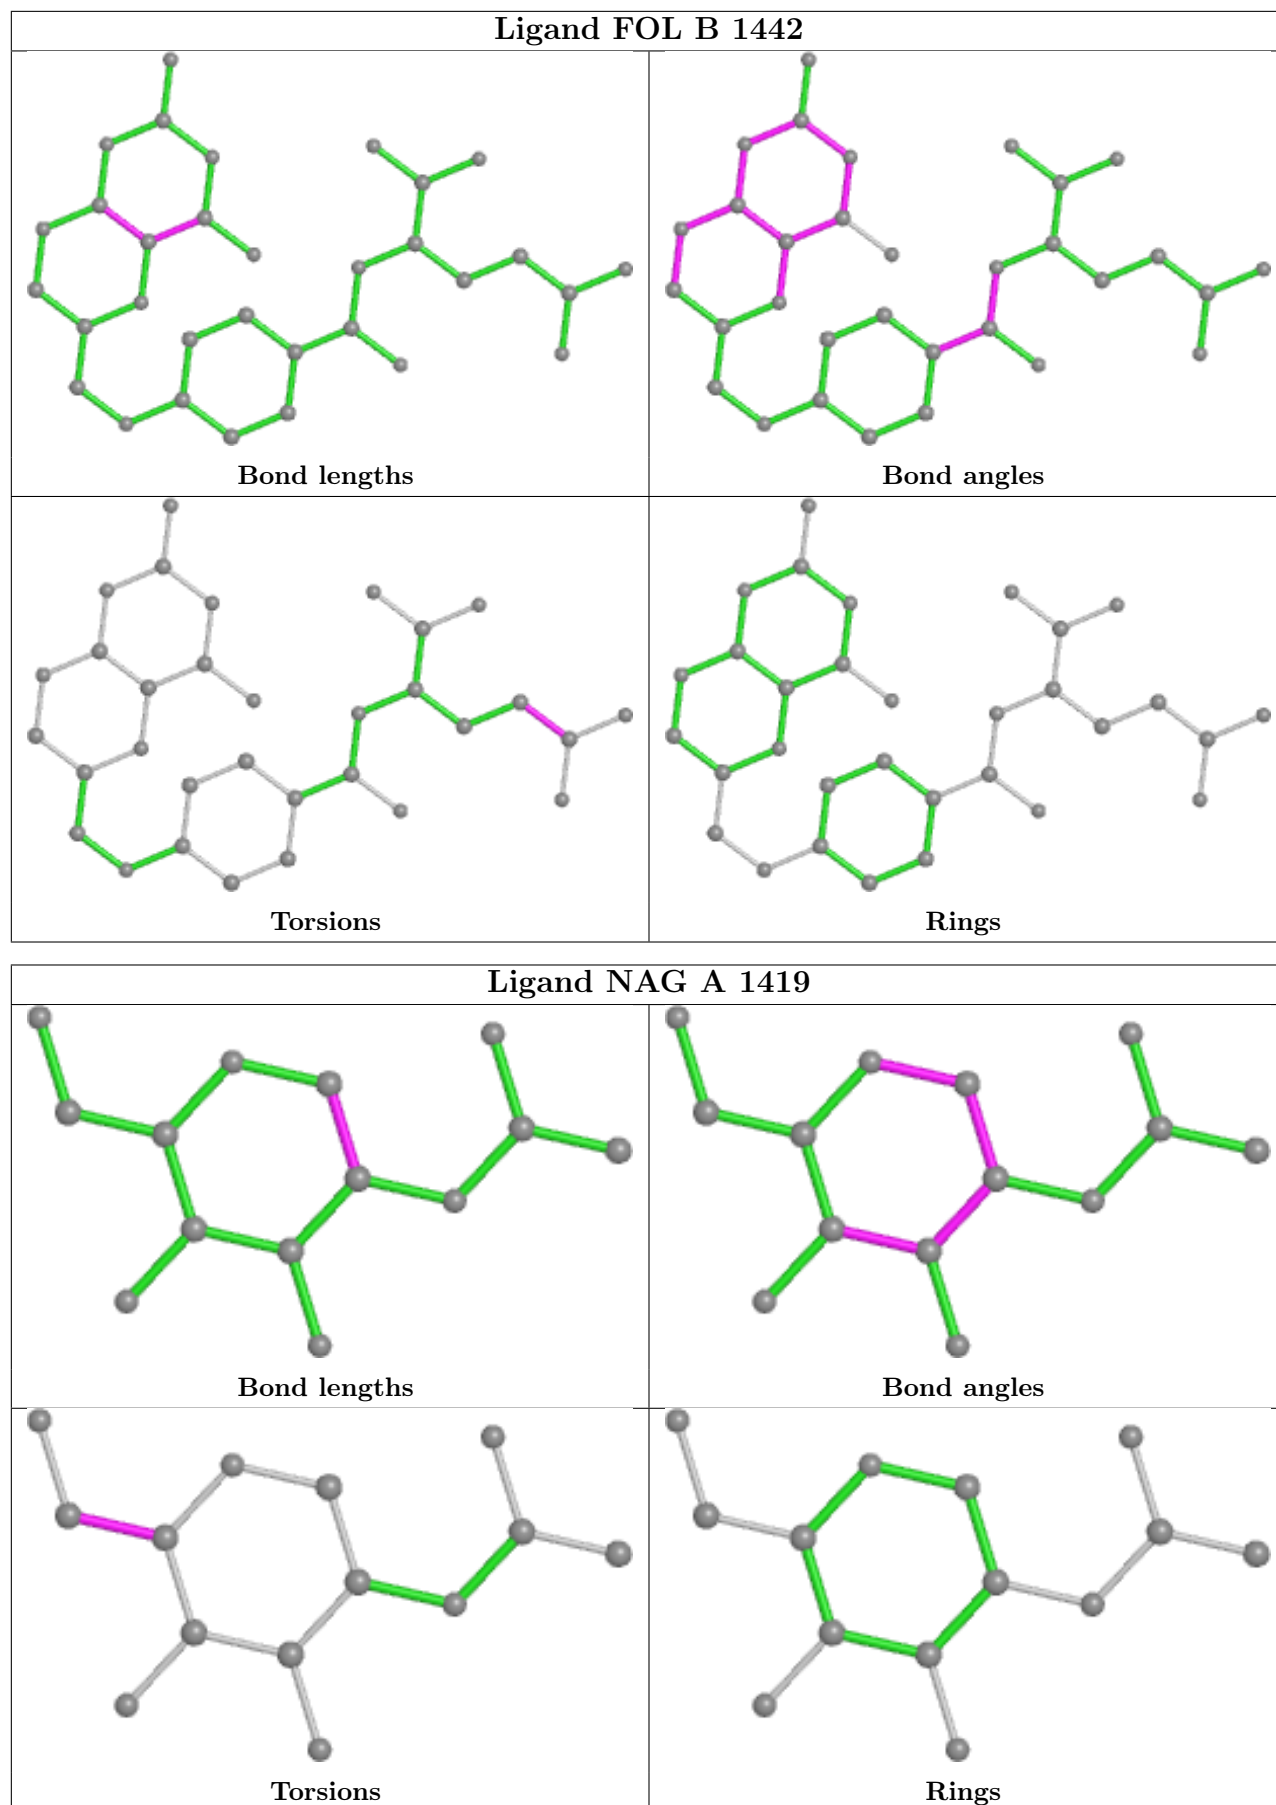 Ligand FOL B 1442
Bond lengths
Bond angles
Torsions
Rings
Ligand NAG A 1419
Bond lengths
Bond angles
Torsions
Rings